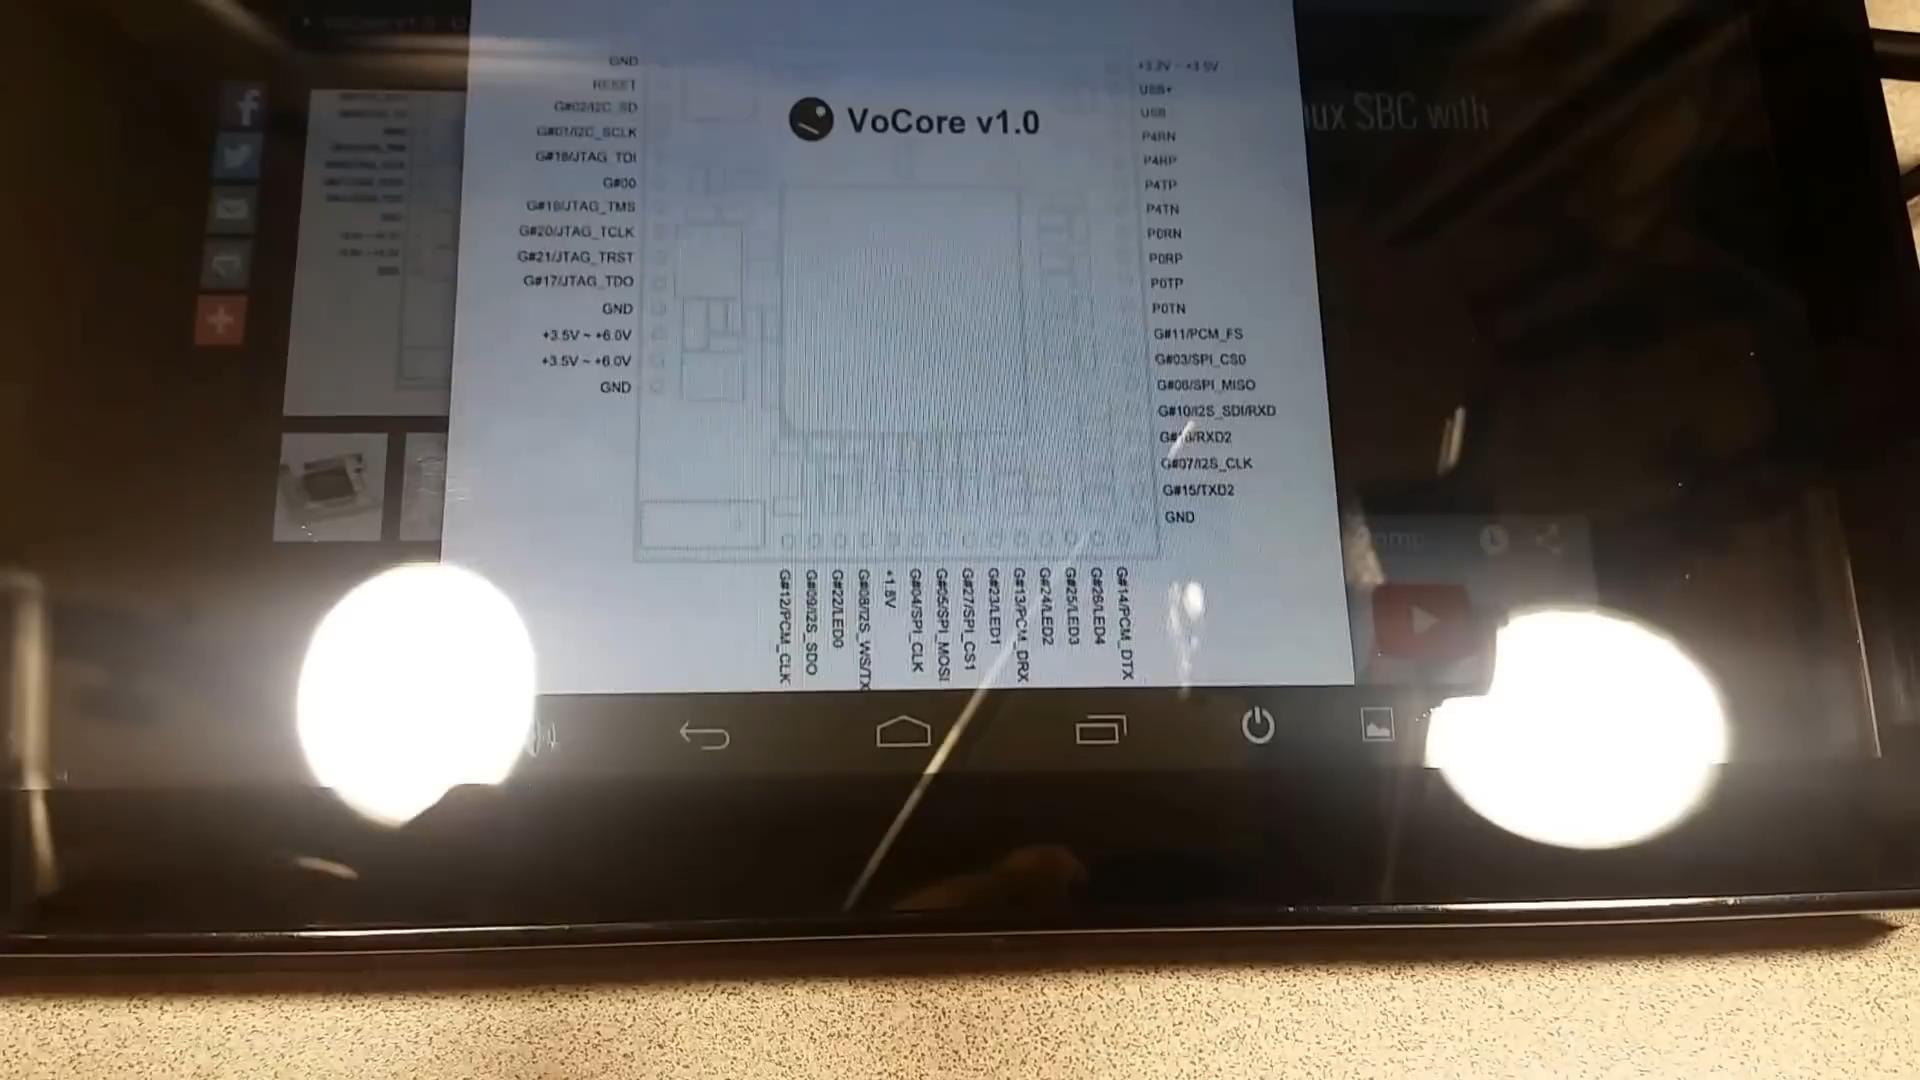 VoCore v1.0
GND
RESET
G#02/I2C_SD
G#01/I2C_SCLK
G#18/JTAG_TDI
G#00
G#19/JTAG_TMS
G#20/JTAG_TCLK
G#21/JTAG_TRST
G#17/JTAG_TDO
GND
+3.5V ~ +6.0V
+3.5V ~ +6.0V
GND
USB+
USB
P4RN
P4RP
P4TP
P4TN
P0RN
P0RP
P0TP
P0TN
G#11/PCM_FS
G#03/SPI_CS0
G#06/SPI_MISO
G#10/I2S_SDI/RXD
/RXD2
G#07/I2S_CLK
G#15/TXD2
GND
G#12/PCM_CLK
G#09/I2S_SDO
G#22/LED0
G#08/I2S_WS/TX
+1.8V
G#04/SPI_CLK
G#05/SPI_MOSI
G#27/SPI_CS1
G#23/LED1
G#13/PCM_DRX
G#24/LED2
G#25/LED3
G#26/LED4
G#14/PCM_DTX
ux SBC with